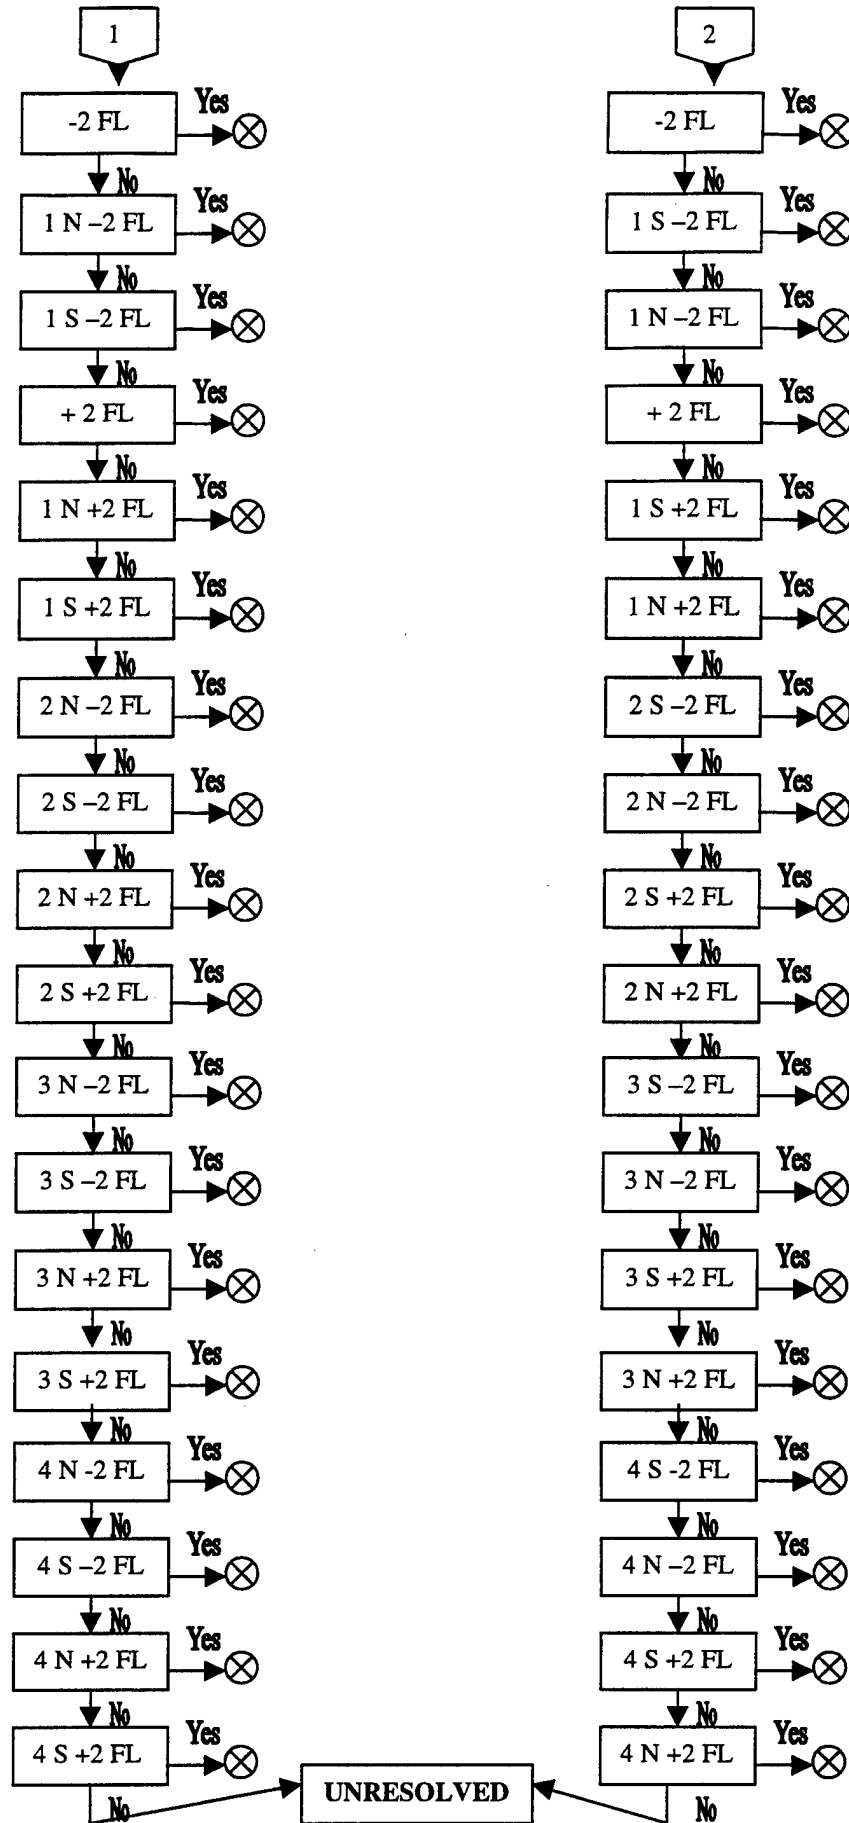 1
-2 FL
Yes
No
1 N –2 FL
Yes
No
1 S –2 FL
Yes
No
+ 2 FL
Yes
No
1 N +2 FL
Yes
No
1 S +2 FL
Yes
No
2 N –2 FL
Yes
No
2 S –2 FL
Yes
No
2 N +2 FL
Yes
No
2 S +2 FL
Yes
No
3 N –2 FL
Yes
No
3 S –2 FL
Yes
No
3 N +2 FL
Yes
No
3 S +2 FL
Yes
No
4 N -2 FL
Yes
No
4 S –2 FL
Yes
No
4 N +2 FL
Yes
No
4 S +2 FL
Yes
No
2
-2 FL
Yes
No
1 S –2 FL
Yes
No
1 N –2 FL
Yes
No
+ 2 FL
Yes
No
1 S +2 FL
Yes
No
1 N +2 FL
Yes
No
2 S –2 FL
Yes
No
2 N –2 FL
Yes
No
2 S +2 FL
Yes
No
2 N +2 FL
Yes
No
3 S –2 FL
Yes
No
3 N –2 FL
Yes
No
3 S +2 FL
Yes
No
3 N +2 FL
Yes
No
4 S -2 FL
Yes
No
4 N –2 FL
Yes
No
4 S +2 FL
Yes
No
4 N +2 FL
Yes
No
UNRESOLVED